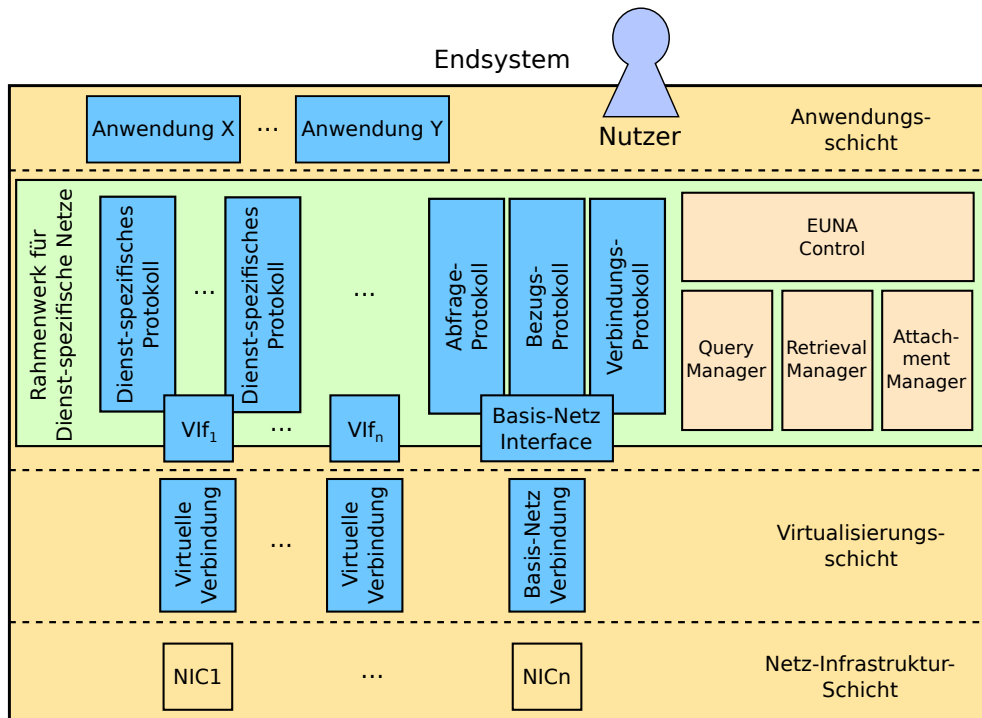 Endsystem
Anwendung X
...
Anwendung Y
Nutzer
Anwendungs-
schicht
Rahmenwerk für
Dienst-spezifische Netze
Dienst-spezifisches
Protokoll
...
Dienst-spezifisches
Protokoll
...
Abfrage-
Protokoll
Bezugs-
Protokoll
Verbindungs-
Protokoll
EUNA
Control
Query
Manager
Retrieval
Manager
Attach-
ment
Manager
VIf1
...
VIfn
Basis-Netz
Interface
Virtuelle
Verbindung
...
Virtuelle
Verbindung
Basis-Netz
Verbindung
Virtualisierungs-
schicht
NIC1
...
NICn
Netz-Infrastruktur-
Schicht